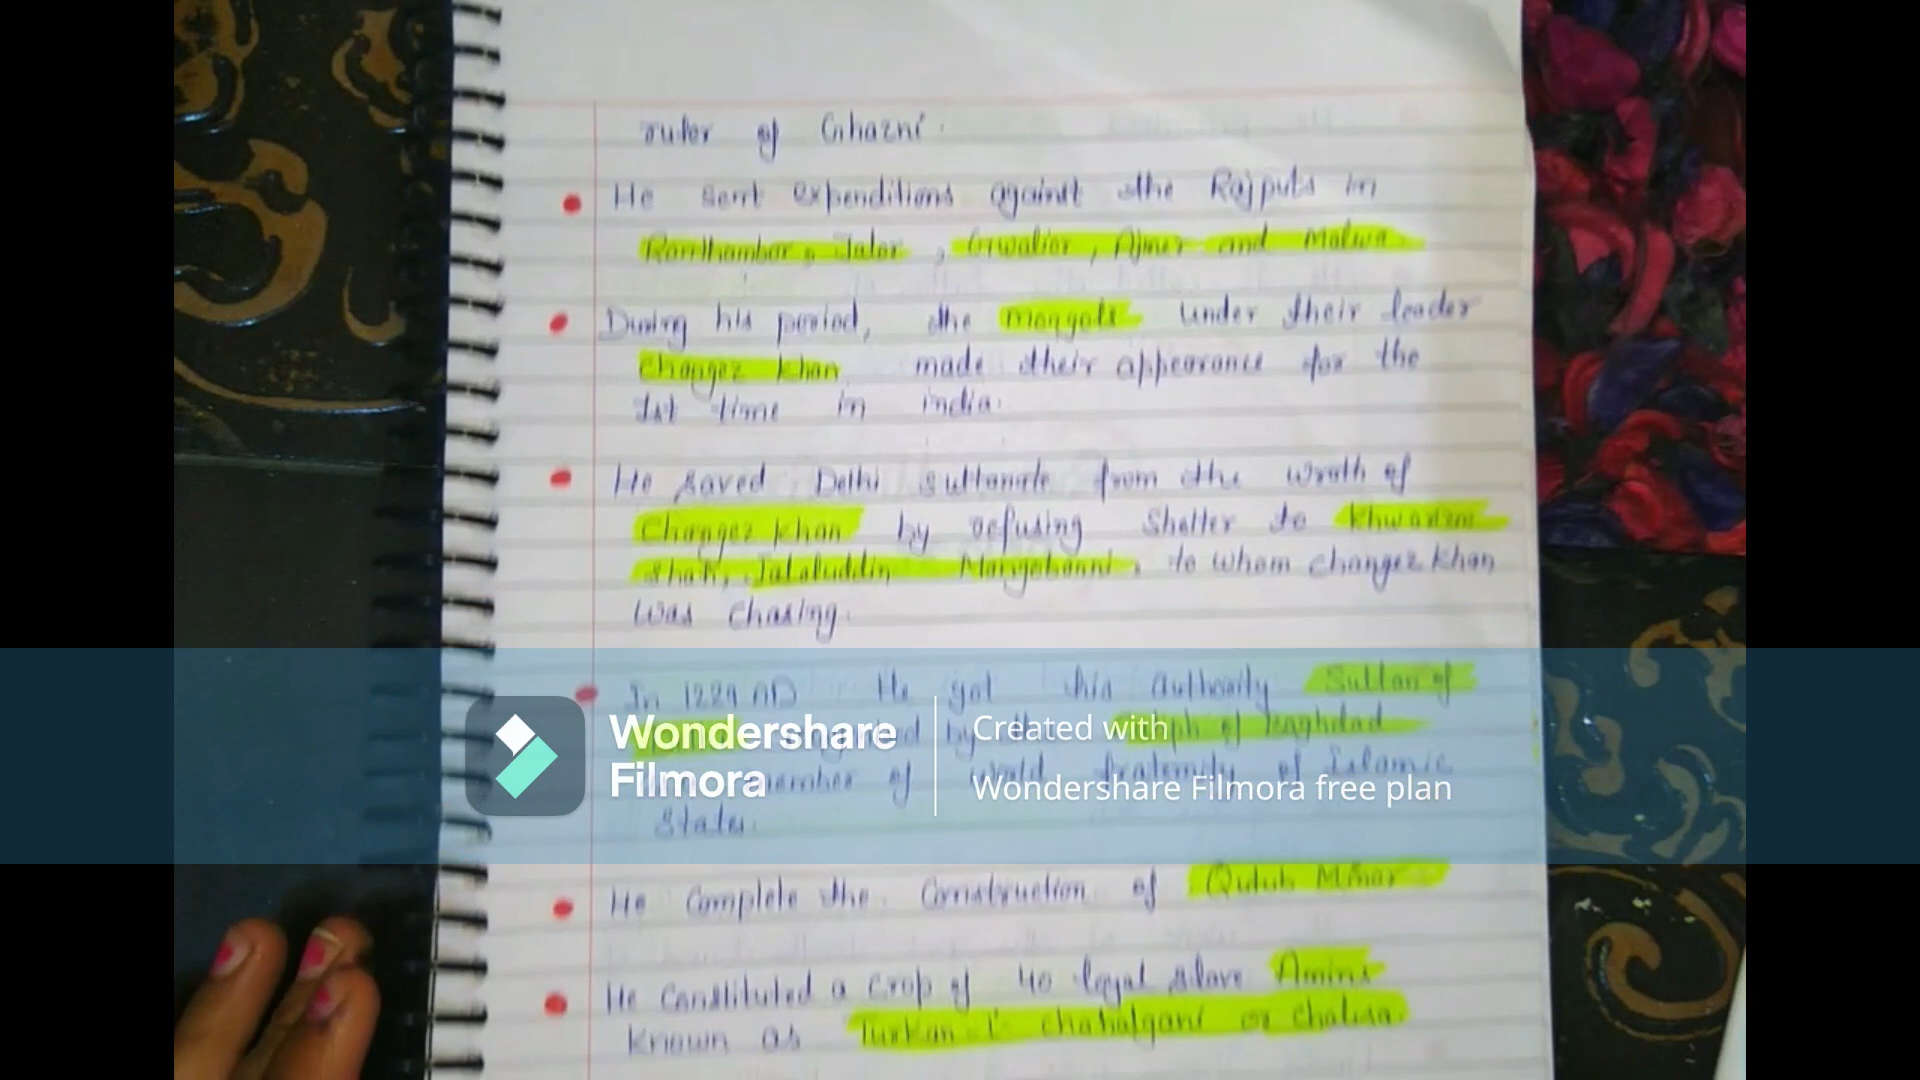 ruler of Ghazni.
He sent expenditions against the Rajputs in
Ranthambor, Jalor, Gwalior, Ajmer and Malwa
During his period, the mongols under their leader
changez khan made their appearance for the
1st time in india.
He saved Delhi sultanate from the wrath of
Changez khan by refusing Shelter to Khwarizm
shah, Jalaluddin Mangobarni, to whom changez khan
was chasing.
In 1229 AD He got his authority Sultan of
by the of Baghdad
member of world fraternity of Islamic
States.
Wondershare
Filmora
Created with
Wondershare Filmora free plan
He Complete the Construction of Qutub Minar
He Constituted a Crop of 40 loyal slave Amirs
known as Turkan-i-chahalgani or chalisa